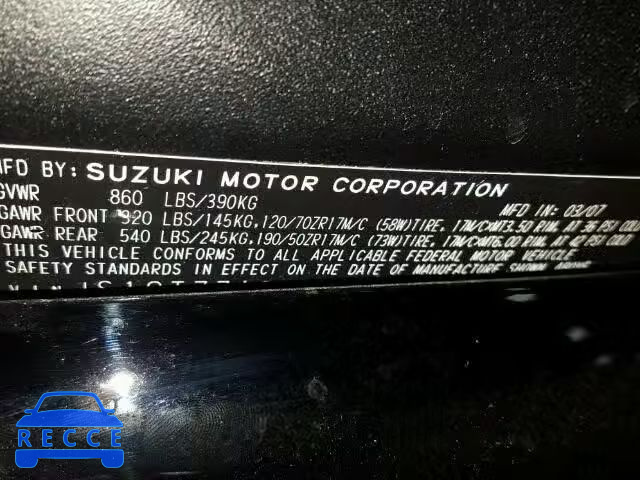 MFD BY: SUZUKI MOTOR CORPORATION
MFD IN: 03/07
GVWR 860 LBS/390KG
GAWR FRONT 320 LBS/145KG, 120/70ZR17M/C (58W)TIRE, 17M/CXMT3.50 RIM, AT 36 PSI COLD
GAWR REAR 540 LBS/245KG, 190/50ZR17M/C (73W)TIRE, 17M/CXMT6.00 RIM, AT 42 PSI COLD
THIS VEHICLE CONFORMS TO ALL APPLICABLE FEDERAL MOTOR VEHICLE
SAFETY STANDARDS IN EFFECT ON THE DATE OF MANUFACTURE SHOWN ABOVE
RECCE